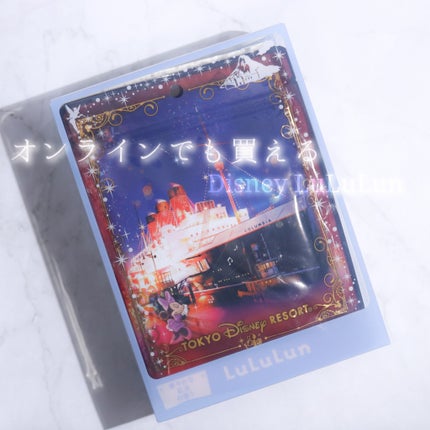 オンラインでも買える
Disney LuLuLun
COLUMBIA
TOKYO Disney RESORT
LuLuLun